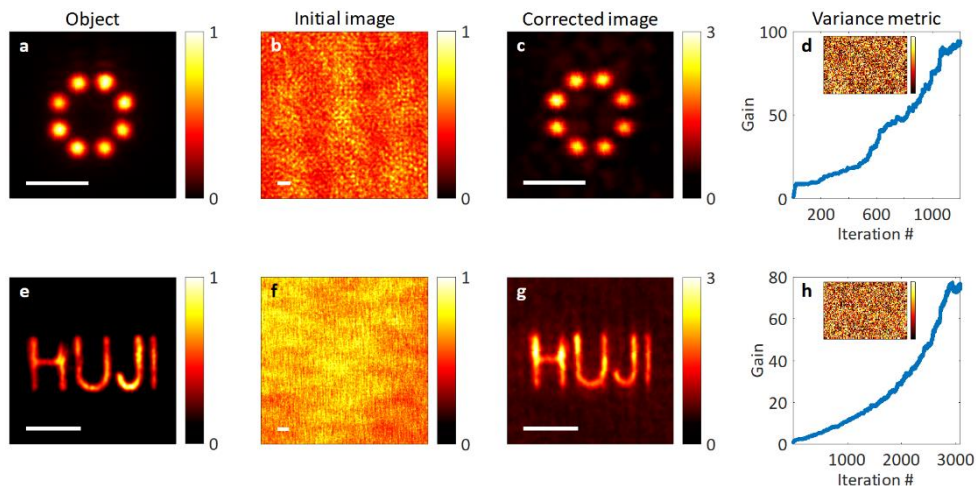 Object
Initial image
Corrected image
Variance metric
a
1
0
b
1
0
c
3
0
d
100
50
0
Gain
200
600
1000
Iteration #
e
1
0
f
1
0
g
3
0
h
80
60
40
20
0
Gain
1000
2000
3000
Iteration #
HUJI
HUJI